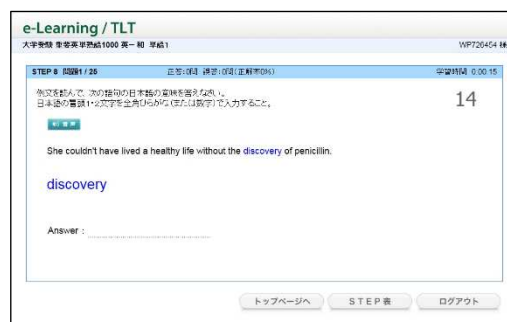 e-Learning / TLT
大学受験 重要英単熟語1000 英－和 単語1
WP726454 様
STEP 8 問題1 / 25 正答:0問 誤答:0問(正解率0%) 学習時間 0:00:15
例文を読んで、次の語句の日本語の意味を答えなさい。
日本語の冒頭1・2文字を全角ひらがな(または数字)で入力すること。
14
音声
She couldn't have lived a healthy life without the discovery of penicillin.
discovery
Answer :
トップページへ STEP表 ログアウト